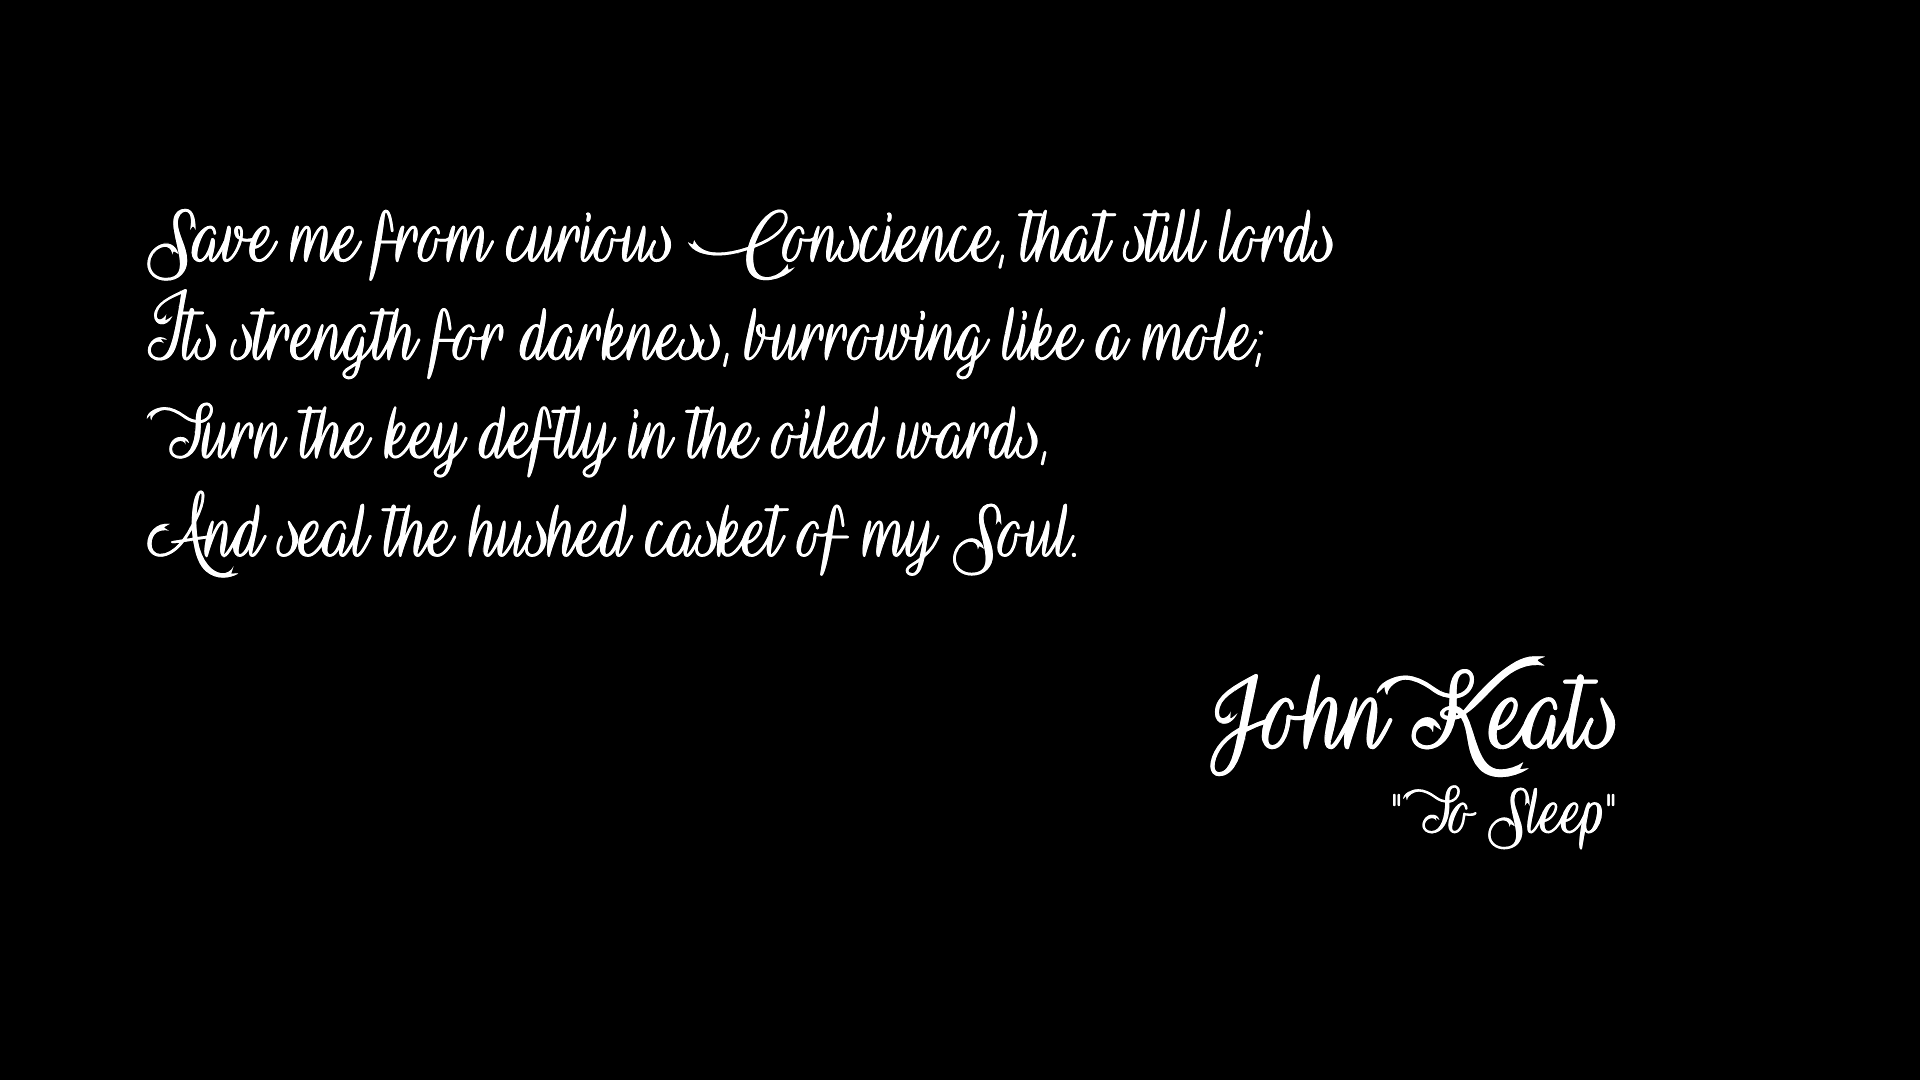 Save me from curious Conscience, that still lords
Its strength for darkness, burrowing like a mole;
Turn the key deftly in the oiled wards,
And seal the hushed casket of my Soul.
John Keats
"To Sleep"